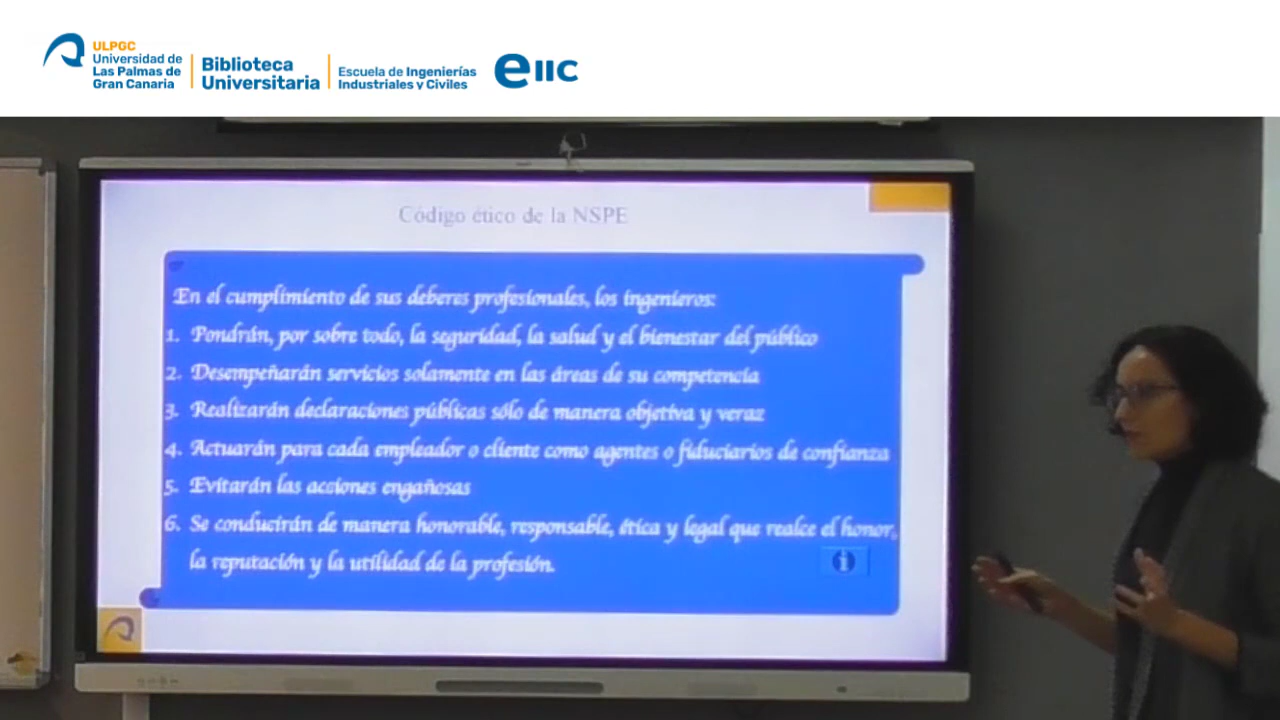 ULPGC
Universidad de
Las Palmas de
Gran Canaria
Biblioteca
Universitaria
Escuela de Ingenierías
Industriales y Civiles
eiic
Código ético de la NSPE
En el cumplimiento de sus deberes profesionales, los ingenieros:
1. Pondrán, por sobre todo, la seguridad, la salud y el bienestar del público
2. Desempeñarán servicios solamente en las áreas de su competencia
3. Realizarán declaraciones públicas sólo de manera objetiva y veraz
4. Actuarán para cada empleador o cliente como agentes o fiduciarios de confianza
5. Evitarán las acciones engañosas
6. Se conducirán de manera honorable, responsable, ética y legal que realce el honor,
la reputación y la utilidad de la profesión.